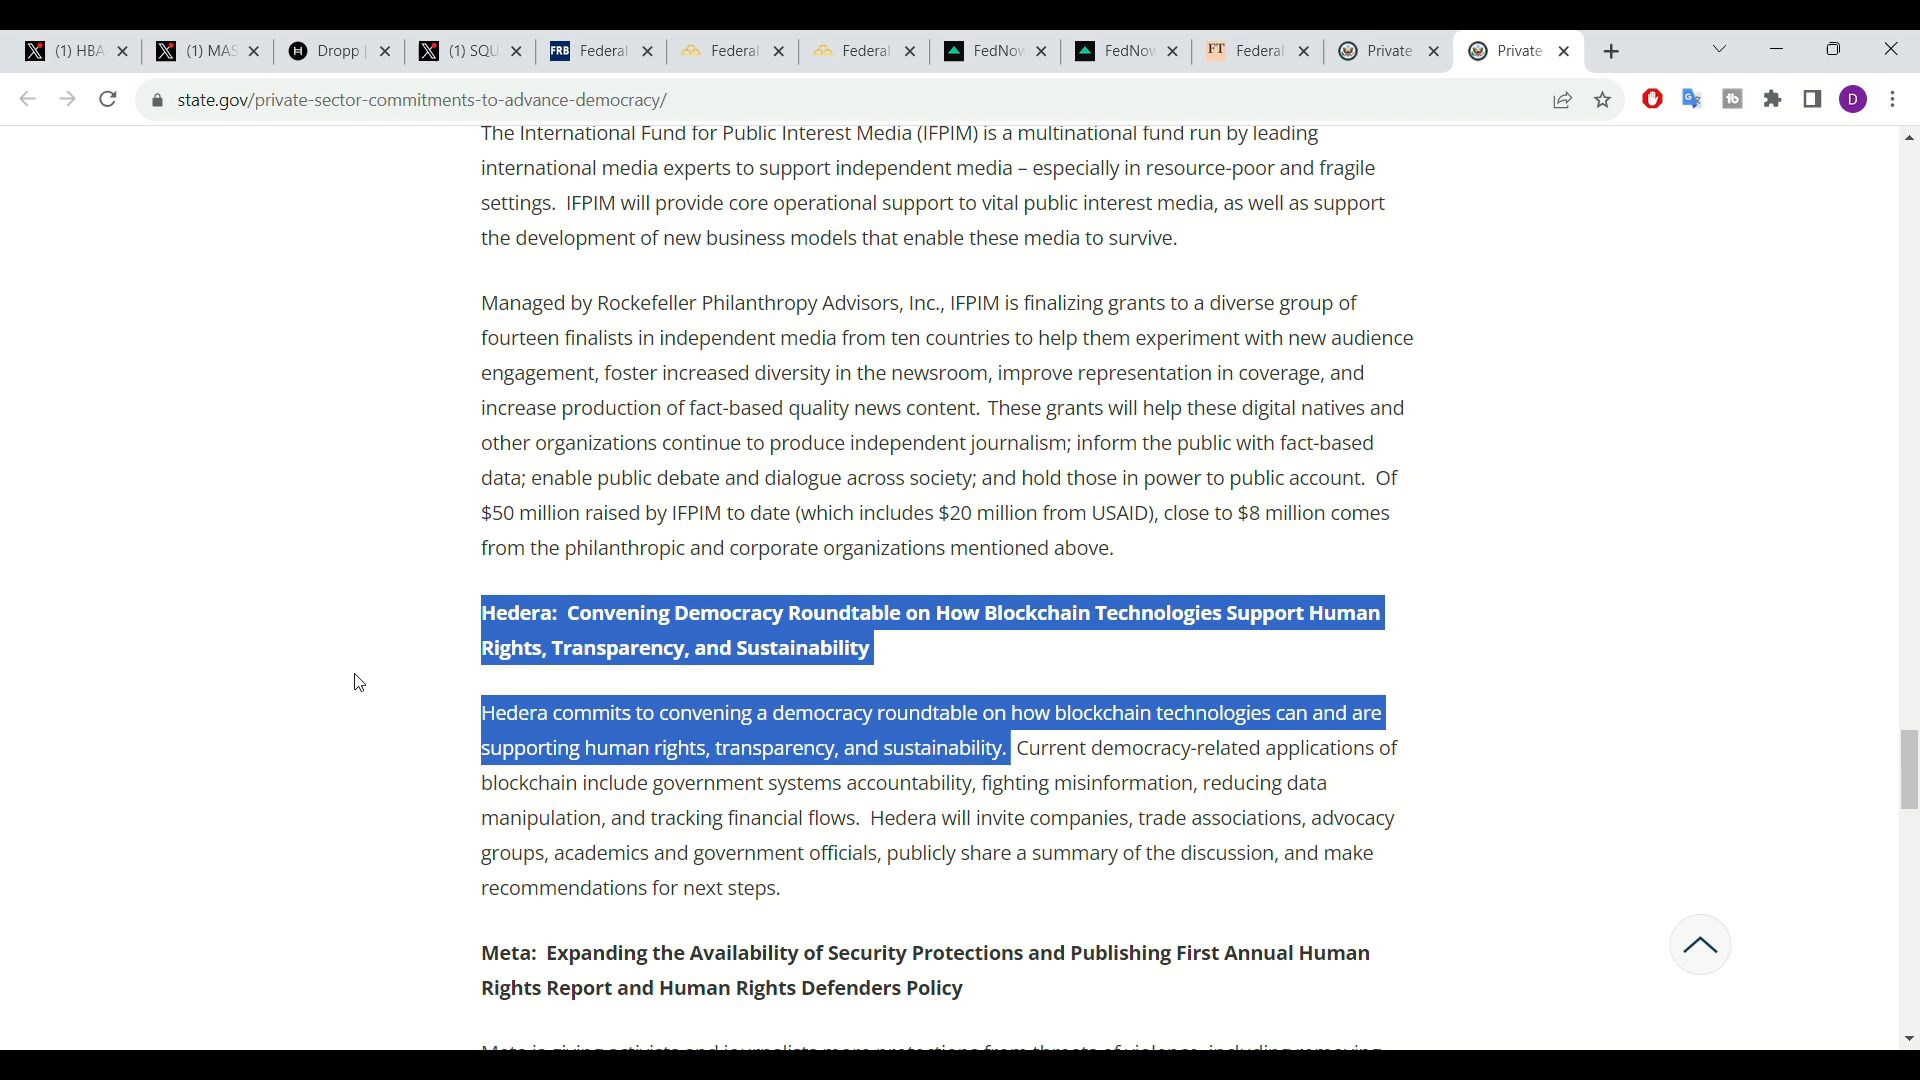 (1) HBA
(1) MAS
Dropp |
(1) SQU
FRB Federal
Federal
Federal
FedNow
FedNow
FT Federal
Private
Private
state.gov/private-sector-commitments-to-advance-democracy/
D
The International Fund for Public Interest Media (IFPIM) is a multinational fund run by leading
international media experts to support independent media – especially in resource-poor and fragile
settings. IFPIM will provide core operational support to vital public interest media, as well as support
the development of new business models that enable these media to survive.
Managed by Rockefeller Philanthropy Advisors, Inc., IFPIM is finalizing grants to a diverse group of
fourteen finalists in independent media from ten countries to help them experiment with new audience
engagement, foster increased diversity in the newsroom, improve representation in coverage, and
increase production of fact-based quality news content. These grants will help these digital natives and
other organizations continue to produce independent journalism; inform the public with fact-based
data; enable public debate and dialogue across society; and hold those in power to public account. Of
$50 million raised by IFPIM to date (which includes $20 million from USAID), close to $8 million comes
from the philanthropic and corporate organizations mentioned above.
Hedera: Convening Democracy Roundtable on How Blockchain Technologies Support Human
Rights, Transparency, and Sustainability
Hedera commits to convening a democracy roundtable on how blockchain technologies can and are
supporting human rights, transparency, and sustainability. Current democracy-related applications of
blockchain include government systems accountability, fighting misinformation, reducing data
manipulation, and tracking financial flows. Hedera will invite companies, trade associations, advocacy
groups, academics and government officials, publicly share a summary of the discussion, and make
recommendations for next steps.
Meta: Expanding the Availability of Security Protections and Publishing First Annual Human
Rights Report and Human Rights Defenders Policy